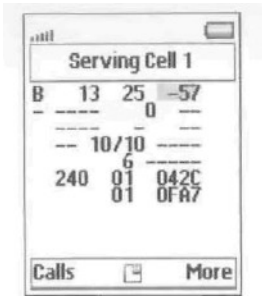 Serving Cell 1
B 13 25 -57
- ---- 0 --
---- - --
-- 10/10 ----
6 -----
240 01 042C
01 0FA7
Calls More